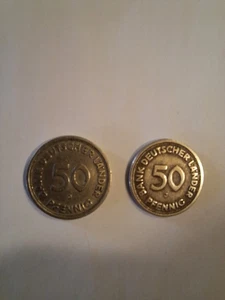 DEUTSCHER LÄNDER
50
PFENNIG
BANK DEUTSCHER LÄNDER
50
PFENNIG